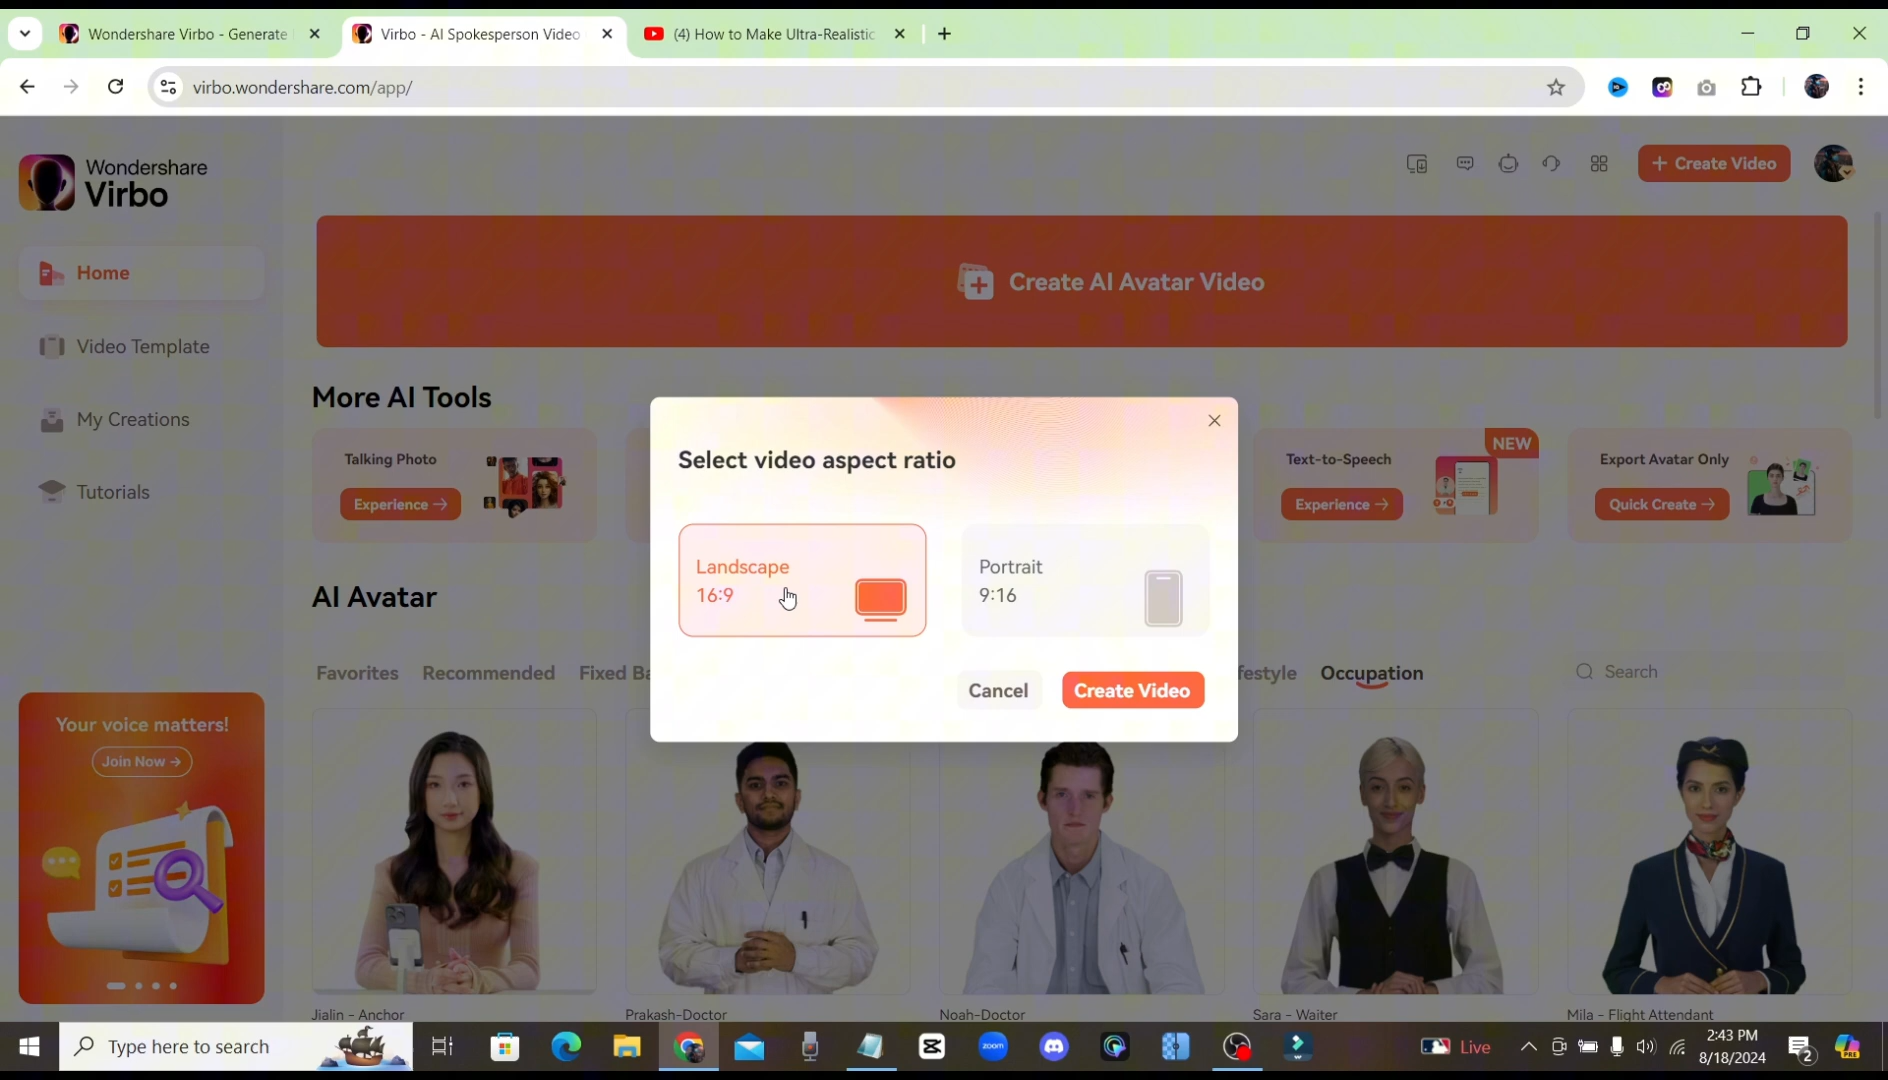 Wondershare Virbo - Generate
Virbo - AI Spokesperson Video
(4) How to Make Ultra-Realistic
virbo.wondershare.com/app/
Wondershare
Virbo
Create Video
Home
Video Template
My Creations
Tutorials
Create AI Avatar Video
More AI Tools
Talking Photo
Experience →
NEW
Text-to-Speech
Experience →
Export Avatar Only
Quick Create →
Select video aspect ratio
Landscape
16:9
Portrait
9:16
Cancel
Create Video
AI Avatar
Favorites
Recommended
Fixed Ba
festyle
Occupation
Search
Your voice matters!
Join Now →
Jialin - Anchor
Prakash-Doctor
Noah-Doctor
Sara - Waiter
Mila - Flight Attendant
Type here to search
zoom
Live
2:43 PM
8/18/2024
2
PRE